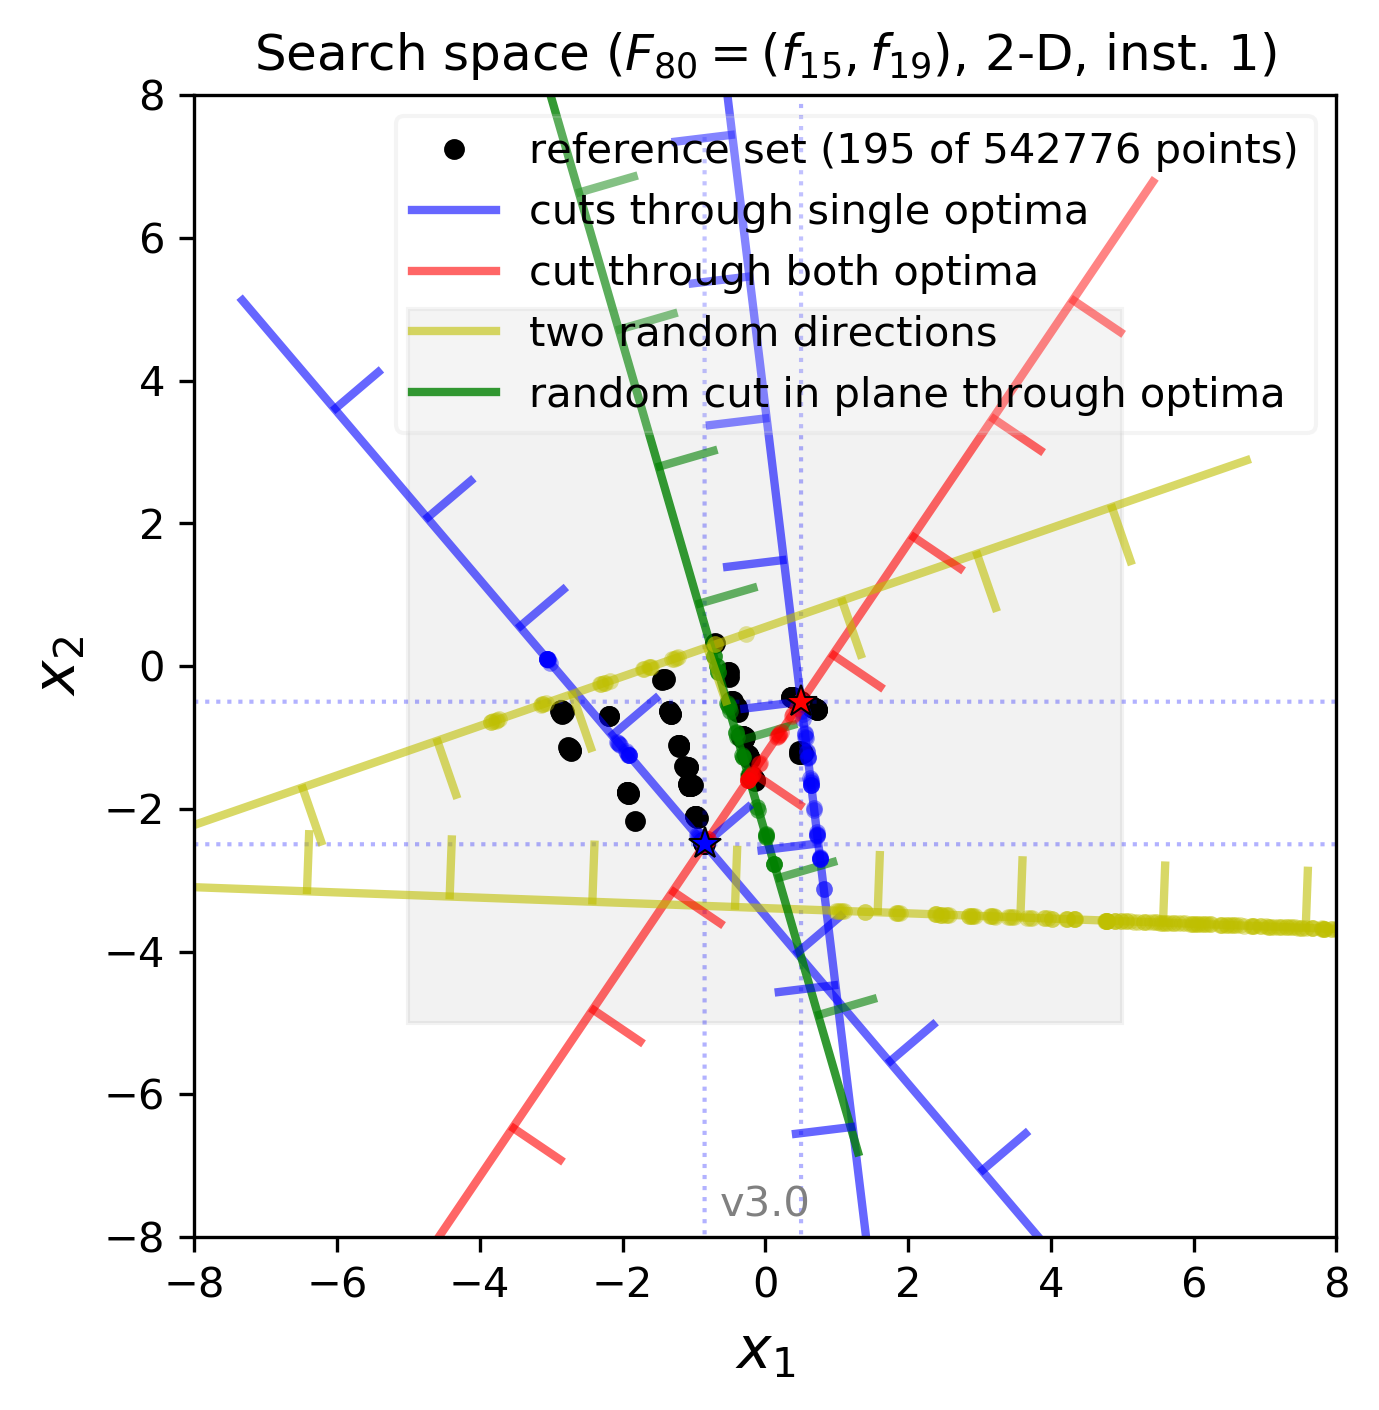 Search space (F₈₀ = (f₁₅, f₁₉), 2-D, inst. 1)
reference set (195 of 542776 points)
cuts through single optima
cut through both optima
two random directions
random cut in plane through optima
8
6
4
2
0
−2
−4
−6
−8
x₂
v3.0
−8 −6 −4 −2 0 2 4 6 8
x₁